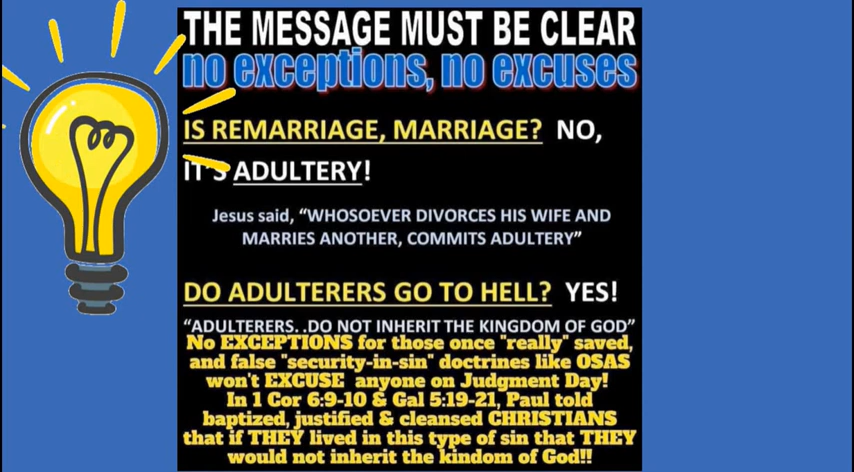 THE MESSAGE MUST BE CLEAR
no exceptions, no excuses
IS REMARRIAGE, MARRIAGE? NO,
IT'S ADULTERY!
Jesus said, “WHOSOEVER DIVORCES HIS WIFE AND
MARRIES ANOTHER, COMMITS ADULTERY”
DO ADULTERERS GO TO HELL? YES!
“ADULTERERS. .DO NOT INHERIT THE KINGDOM OF GOD”
No EXCEPTIONS for those once "really" saved,
and false "security-in-sin" doctrines like OSAS
won't EXCUSE anyone on Judgment Day!
In 1 Cor 6:9-10 & Gal 5:19-21, Paul told
baptized, justified & cleansed CHRISTIANS
that if THEY lived in this type of sin that THEY
would not inherit the kindom of God!!